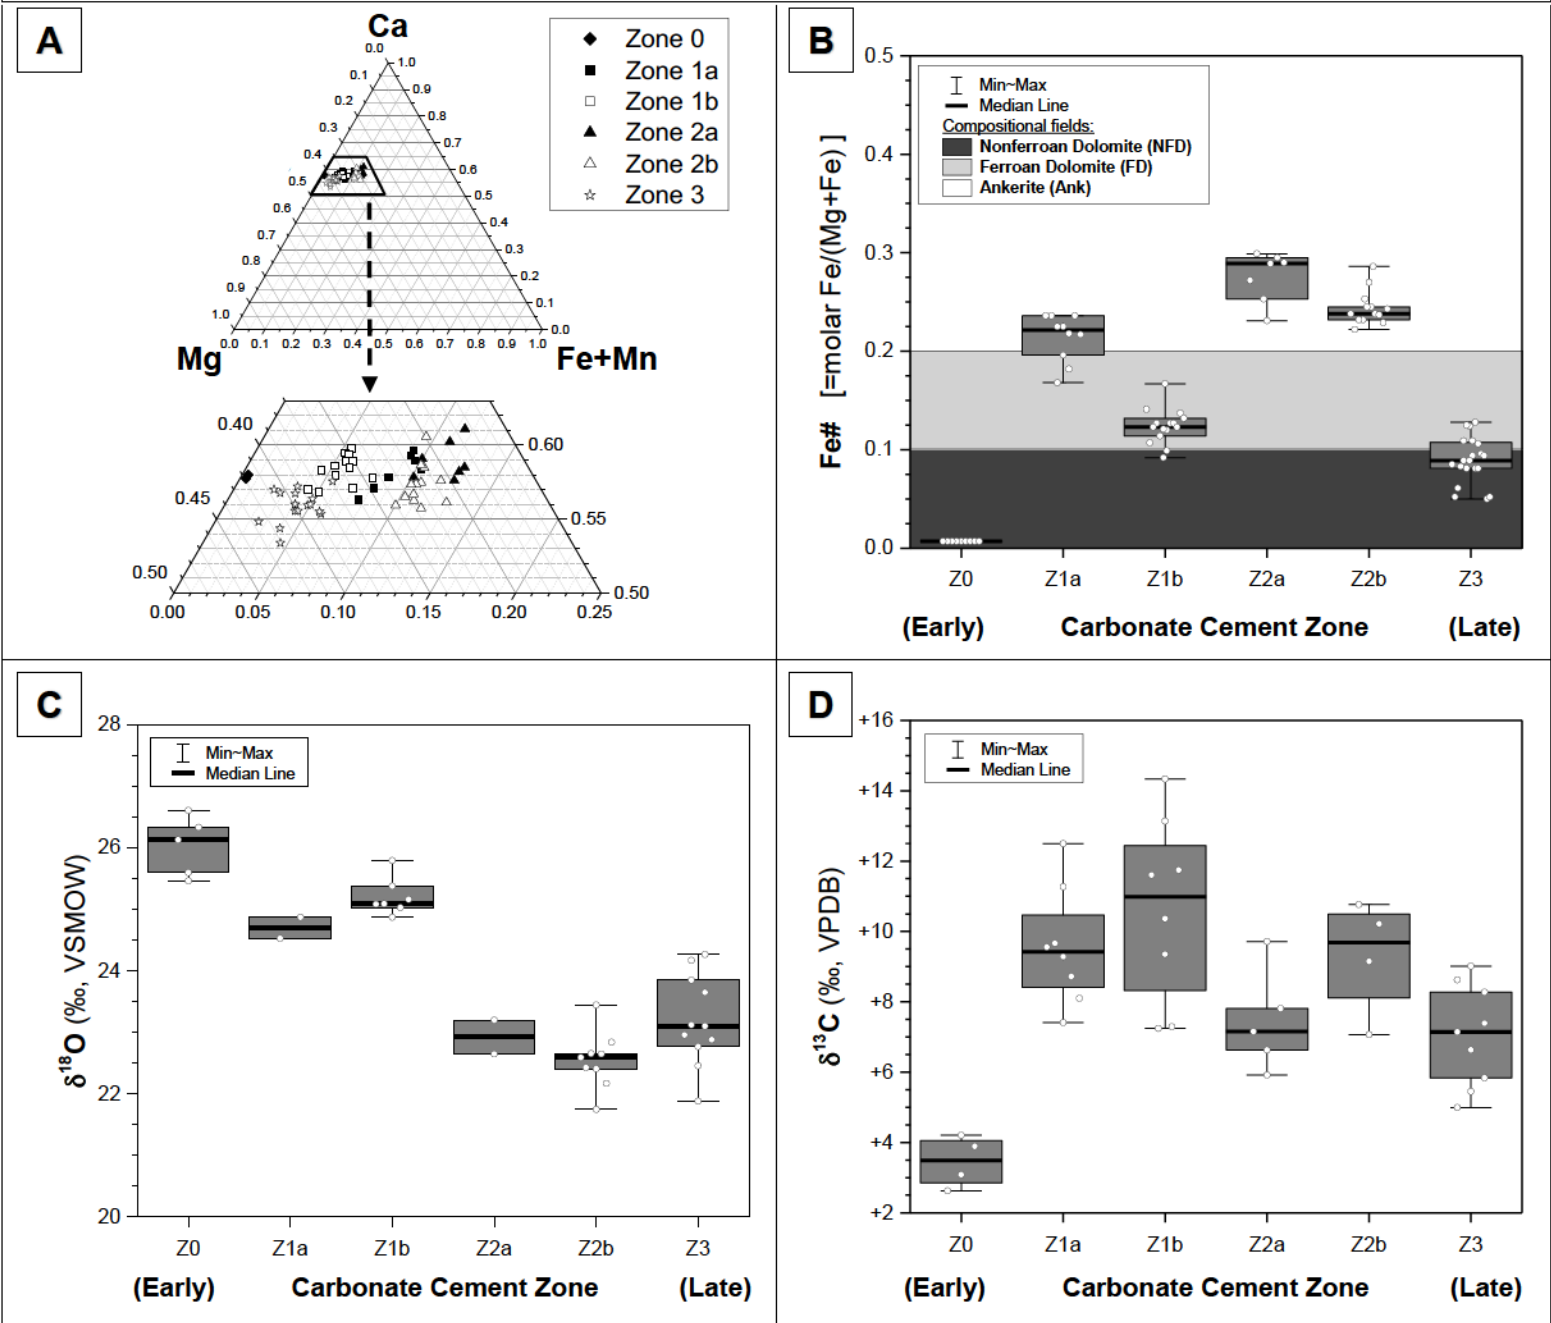 A
Ca
0.0
1.0
0.1
0.9
0.2
0.8
0.3
0.7
0.4
0.6
0.5
0.5
0.6
0.4
0.7
0.3
0.8
0.2
0.9
0.1
1.0
0.0
0.0 0.1 0.2 0.3 0.4 0.5 0.6 0.7 0.8 0.9 1.0
Mg
Fe+Mn
Zone 0
Zone 1a
Zone 1b
Zone 2a
Zone 2b
Zone 3
0.40
0.60
0.45
0.55
0.50
0.50
0.00 0.05 0.10 0.15 0.20 0.25
B
Fe# [=molar Fe/(Mg+Fe) ]
0.5
0.4
0.3
0.2
0.1
0.0
Min~Max
Median Line
Compositional fields:
Nonferroan Dolomite (NFD)
Ferroan Dolomite (FD)
Ankerite (Ank)
Z0 Z1a Z1b Z2a Z2b Z3
(Early) Carbonate Cement Zone (Late)
C
δ¹⁸O (‰, VSMOW)
28
26
24
22
20
Min~Max
Median Line
Z0 Z1a Z1b Z2a Z2b Z3
(Early) Carbonate Cement Zone (Late)
D
δ¹³C (‰, VPDB)
+16
+14
+12
+10
+8
+6
+4
+2
Min~Max
Median Line
Z0 Z1a Z1b Z2a Z2b Z3
(Early) Carbonate Cement Zone (Late)